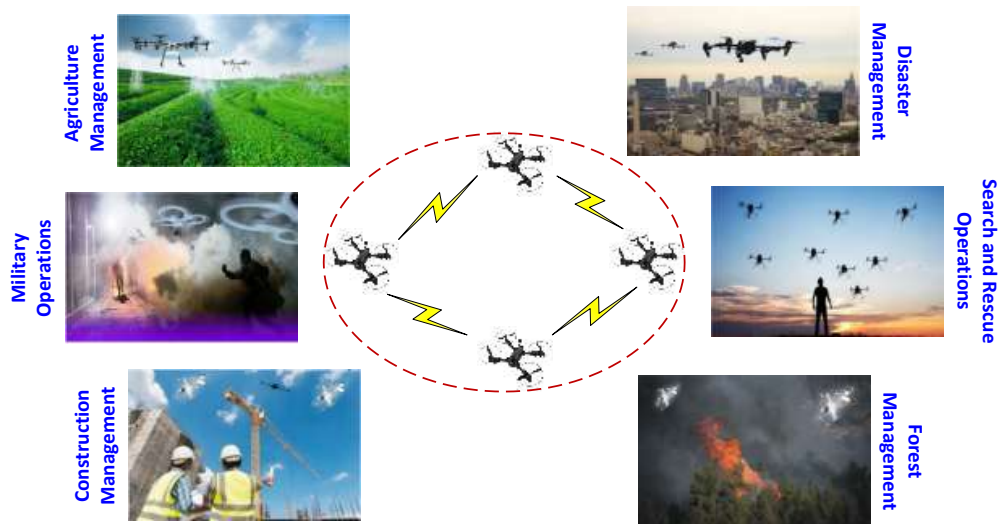 Agriculture
Management
Disaster
Management
Military
Operations
Search and Rescue
Operations
Construction
Management
Forest
Management